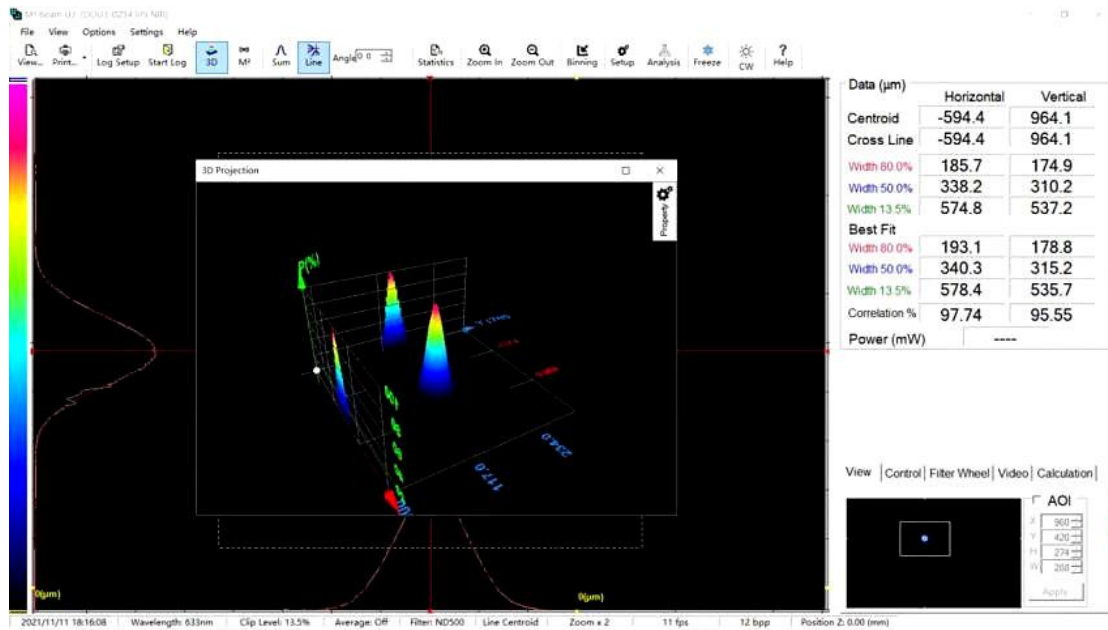 File View Options Settings Help
View... Print... Log Setup Start Log 3D M² Sum Line Angle 0 0 Statistics Zoom In Zoom Out Binning Setup Analysis Freeze CW Help
Data (µm)
Horizontal Vertical
Centroid -594.4 964.1
Cross Line -594.4 964.1
Width 80.0% 185.7 174.9
Width 50.0% 338.2 310.2
Width 13.5% 574.8 537.2
Best Fit
Width 80.0% 193.1 178.8
Width 50.0% 340.3 315.2
Width 13.5% 578.4 535.7
Correlation % 97.74 95.55
Power (mW) ----
3D Projection
Property
P(%)
234.0
117.0
0(µm) 0(µm)
View Control Filter Wheel Video Calculation
AOI
X 960
Y 420
H 274
W 288
Apply
2021/11/11 18:16:08 Wavelength: 633nm Clip Level: 13.5% Average: Off Filter: ND500 Line Centroid Zoom x 2 11 fps 12 bpp Position Z: 0.00 (mm)